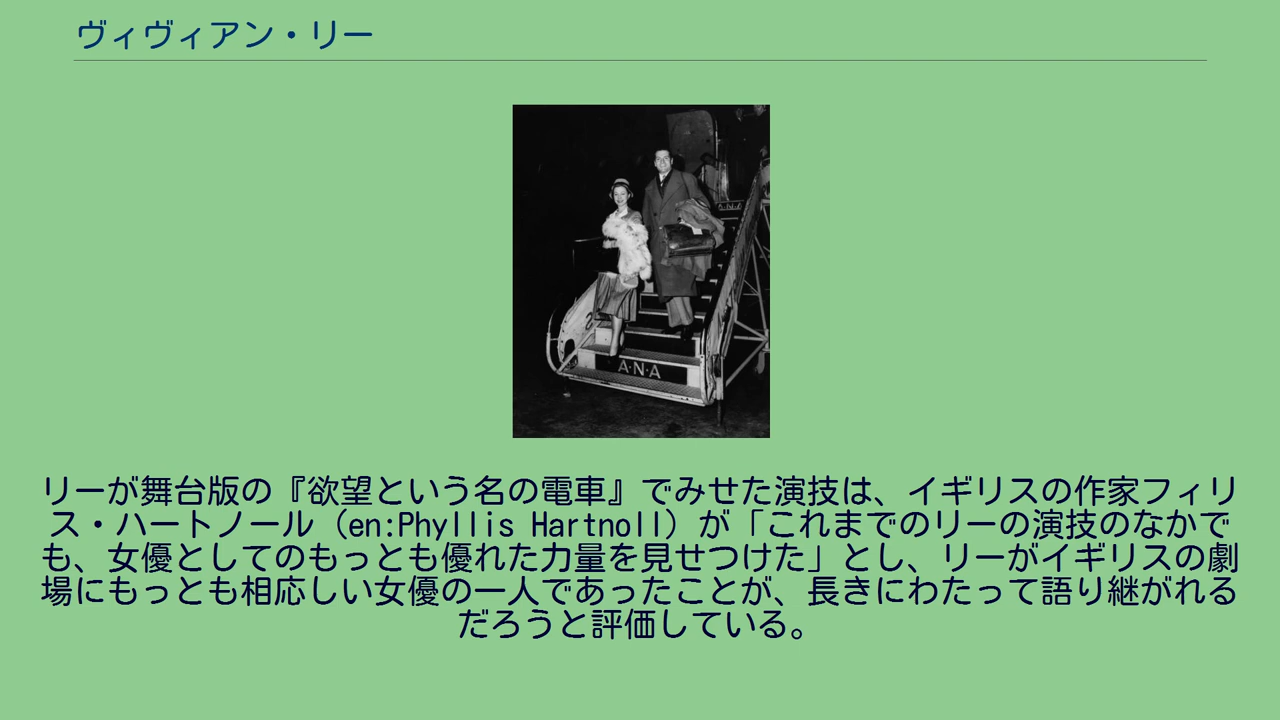 ヴィヴィアン・リー
A·N·A
リーが舞台版の『欲望という名の電車』でみせた演技は、イギリスの作家フィリ
ス・ハートノール（en:Phyllis Hartnoll）が「これまでのリーの演技のなかで
も、女優としてのもっとも優れた力量を見せつけた」とし、リーがイギリスの劇
場にもっとも相応しい女優の一人であったことが、長きにわたって語り継がれる
だろうと評価している。